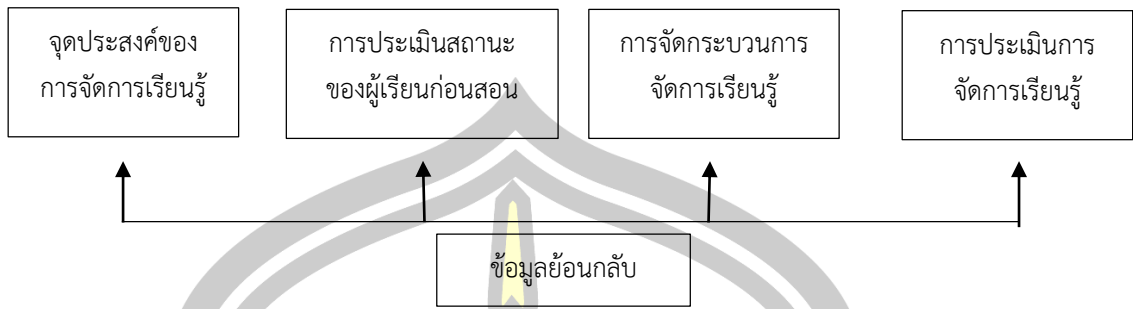 จุดประสงค์ของ
การจัดการเรียนรู้
การประเมินสถานะ
ของผู้เรียนก่อนสอน
การจัดกระบวนการ
จัดการเรียนรู้
การประเมินการ
จัดการเรียนรู้
ข้อมูลย้อนกลับ